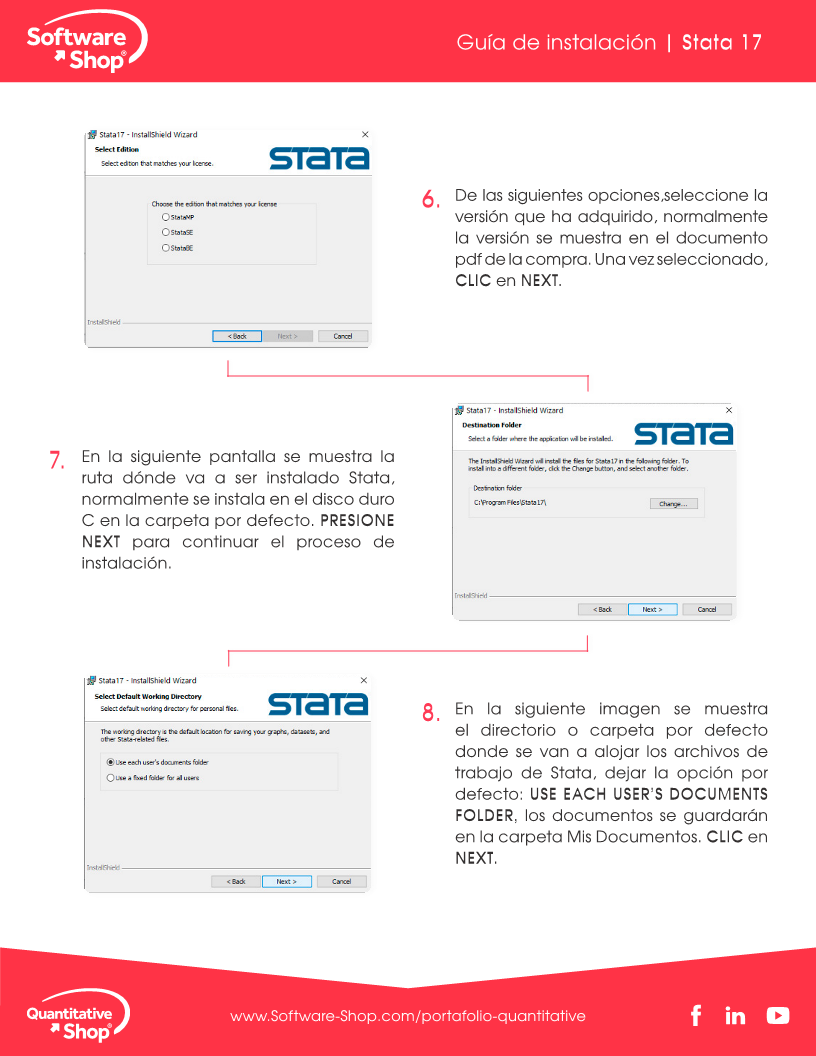 Software
Shop®
Guía de instalación | Stata 17
Stata17 - InstallShield Wizard
Select Edition
Select edition that matches your license.
STATA
Choose the edition that matches your license
StataMP
StataSE
StataBE
InstallShield
< Back
Next >
Cancel
6.
De las siguientes opciones,seleccione la
versión que ha adquirido, normalmente
la versión se muestra en el documento
pdf de la compra. Una vez seleccionado,
CLIC en NEXT.
7.
En la siguiente pantalla se muestra la
ruta dónde va a ser instalado Stata,
normalmente se instala en el disco duro
C en la carpeta por defecto. PRESIONE
NEXT para continuar el proceso de
instalación.
Stata17 - InstallShield Wizard
Destination Folder
Select a folder where the application will be installed.
STATA
The InstallShield Wizard will install the files for Stata17 in the following folder. To
install into a different folder, click the Change button, and select another folder.
Destination folder
C:\Program Files\Stata17\
Change...
InstallShield
< Back
Next >
Cancel
Stata17 - InstallShield Wizard
Select Default Working Directory
Select default working directory for personal files.
STATA
The working directory is the default location for saving your graphs, datasets, and
other Stata-related files.
Use each user's documents folder
Use a fixed folder for all users
InstallShield
< Back
Next >
Cancel
8.
En la siguiente imagen se muestra
el directorio o carpeta por defecto
donde se van a alojar los archivos de
trabajo de Stata, dejar la opción por
defecto: USE EACH USER'S DOCUMENTS
FOLDER, los documentos se guardarán
en la carpeta Mis Documentos. CLIC en
NEXT.
Quantitative
Shop®
www.Software-Shop.com/portafolio-quantitative